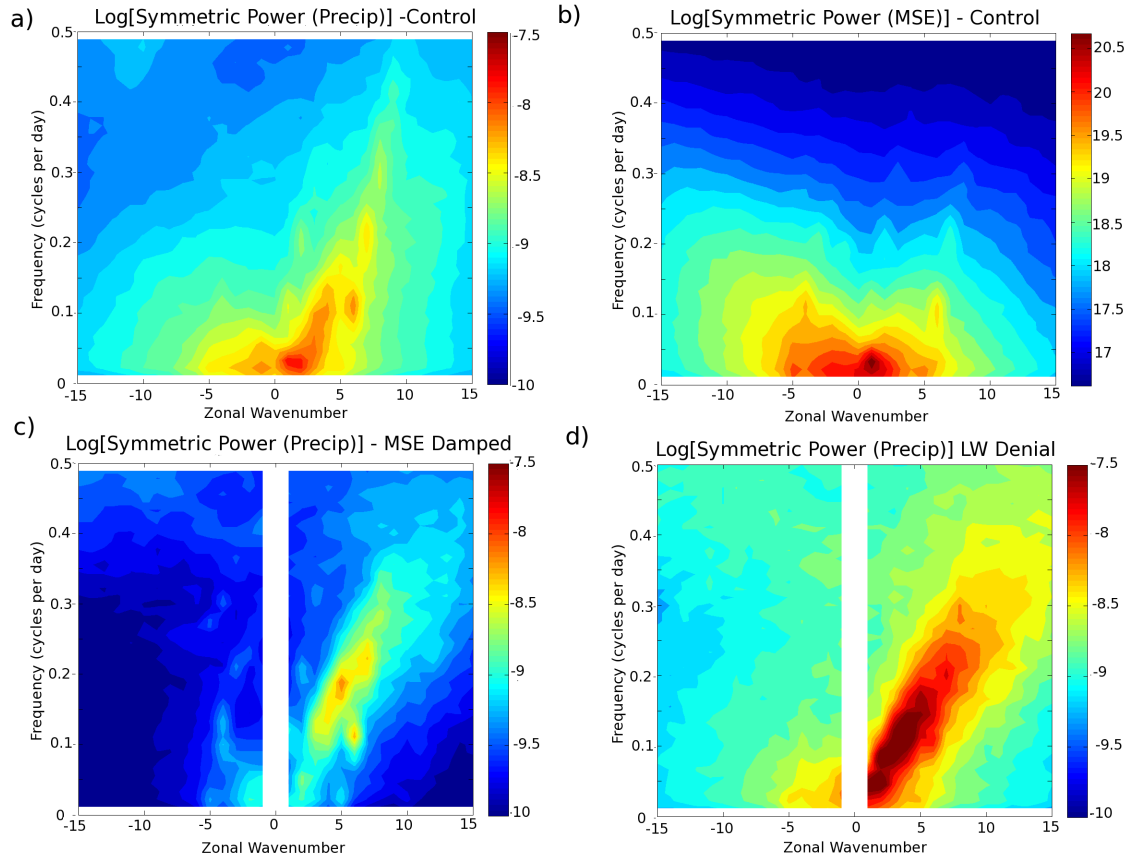 a)
Log[Symmetric Power (Precip)] -Control
0.5
0.4
0.3
0.2
0.1
0
Frequency (cycles per day)
-15 -10 -5 0 5 10 15
Zonal Wavenumber
-7.5
-8
-8.5
-9
-9.5
-10
b)
Log[Symmetric Power (MSE)] - Control
0.5
0.4
0.3
0.2
0.1
0
Frequency (cycles per day)
-15 -10 -5 0 5 10 15
Zonal Wavenumber
20.5
20
19.5
19
18.5
18
17.5
17
c)
Log[Symmetric Power (Precip)] - MSE Damped
0.5
0.4
0.3
0.2
0.1
0
Frequency (cycles per day)
-15 -10 -5 0 5 10 15
Zonal Wavenumber
-7.5
-8
-8.5
-9
-9.5
-10
d)
Log[Symmetric Power (Precip)] LW Denial
0.5
0.4
0.3
0.2
0.1
0
Frequency (cycles per day)
-15 -10 -5 0 5 10 15
Zonal Wavenumber
-7.5
-8
-8.5
-9
-9.5
-10